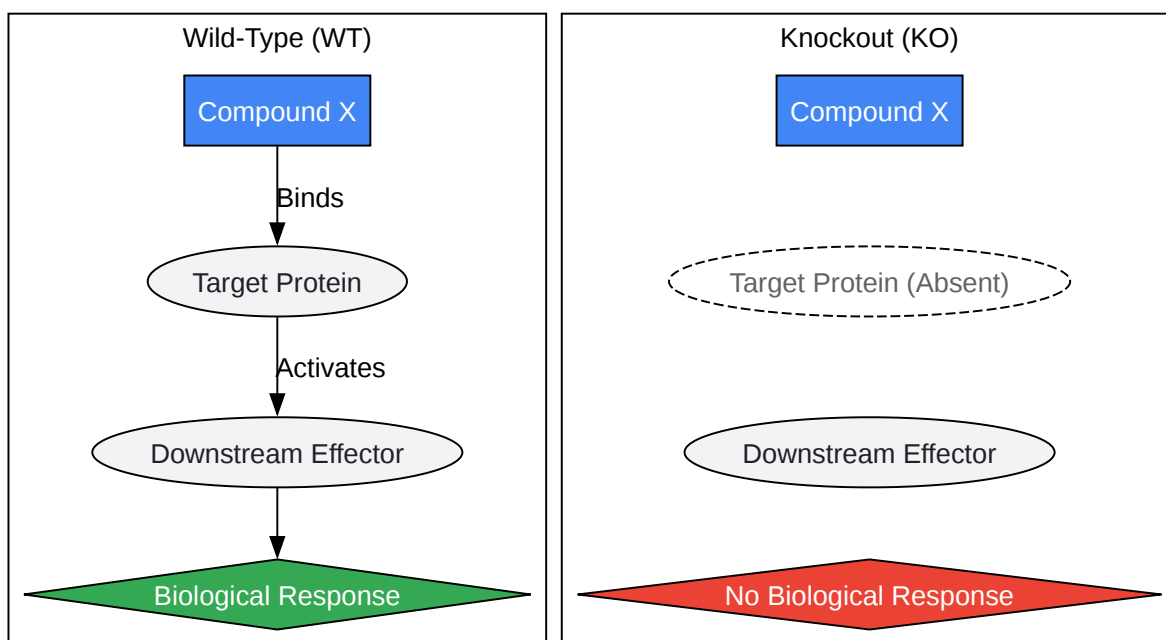 Wild-Type (WT)
Compound X
Binds
Target Protein
Activates
Downstream Effector
Biological Response
Knockout (KO)
Compound X
Target Protein (Absent)
Downstream Effector
No Biological Response